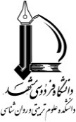 دانشگاه فردوسی مشهد
دانشکده علوم تربیتی و روان شناسی